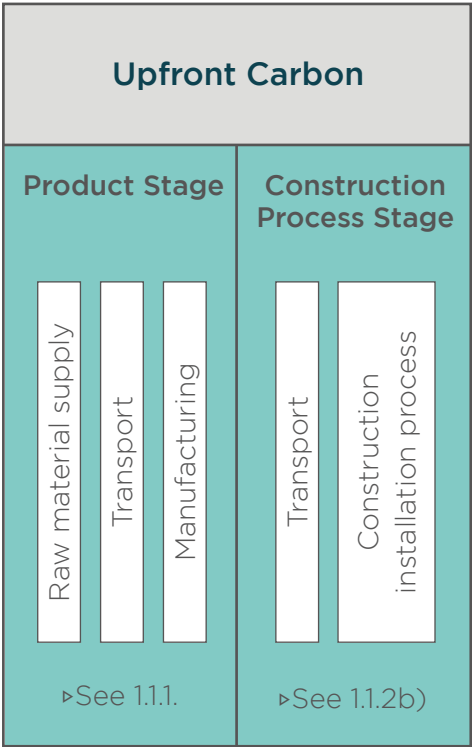 Upfront Carbon
Product Stage
Construction
Process Stage
Raw material supply
Transport
Manufacturing
Transport
Construction
installation process
▹See 1.1.1.
▹See 1.1.2b)